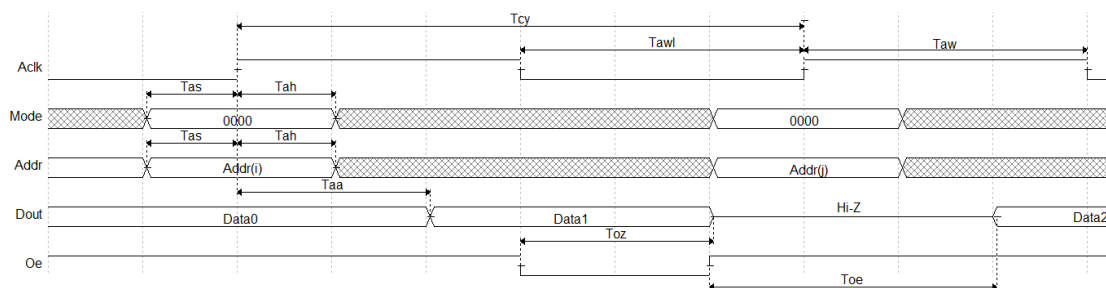 Tcy
Tawl Taw
Aclk
Tas Tah
Mode 0000 0000
Tas Tah
Addr Addr(i) Addr(j)
Taa
Dout Data0 Data1 Hi-Z Data2
Toz
Oe
Toe